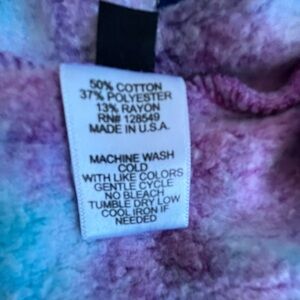 50% COTTON
37% POLYESTER
13% RAYON
RN# 128549
MADE IN U.S.A.
MACHINE WASH
COLD
WITH LIKE COLORS
GENTLE CYCLE
NO BLEACH
TUMBLE DRY LOW
COOL IRON IF
NEEDED